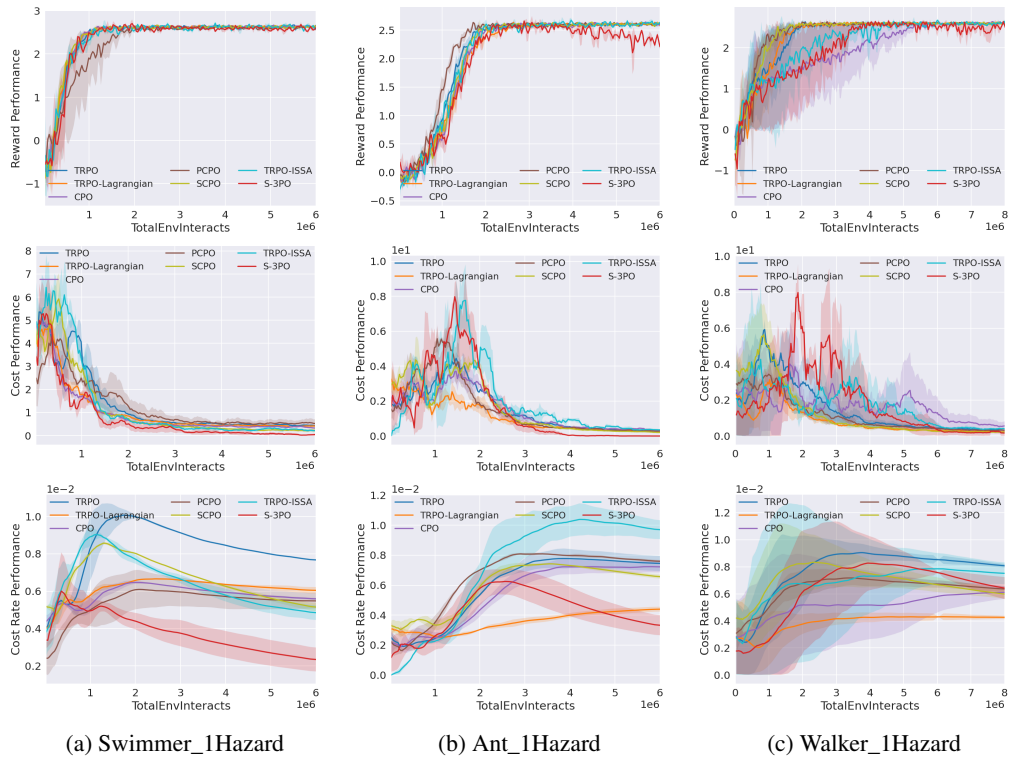 3
2
1
0
−1
Reward Performance
TRPO
TRPO-Lagrangian
CPO
PCPO
SCPO
TRPO-ISSA
S-3PO
1 2 3 4 5 6
TotalEnvInteracts
1e6
2.5
2.0
1.5
1.0
0.5
0.0
−0.5
Reward Performance
TRPO
TRPO-Lagrangian
CPO
PCPO
SCPO
TRPO-ISSA
S-3PO
1 2 3 4 5 6
TotalEnvInteracts
1e6
2
1
0
−1
Reward Performance
TRPO
TRPO-Lagrangian
CPO
PCPO
SCPO
TRPO-ISSA
S-3PO
0 1 2 3 4 5 6 7 8
TotalEnvInteracts
1e6
8
7
6
5
4
3
2
1
0
Cost Performance
TRPO
TRPO-Lagrangian
CPO
PCPO
SCPO
TRPO-ISSA
S-3PO
1 2 3 4 5 6
TotalEnvInteracts
1e6
1e1
1.0
0.8
0.6
0.4
0.2
0.0
Cost Performance
TRPO
TRPO-Lagrangian
CPO
PCPO
SCPO
TRPO-ISSA
S-3PO
1 2 3 4 5 6
TotalEnvInteracts
1e6
1e1
1.0
0.8
0.6
0.4
0.2
0.0
Cost Performance
TRPO
TRPO-Lagrangian
CPO
PCPO
SCPO
TRPO-ISSA
S-3PO
0 1 2 3 4 5 6 7 8
TotalEnvInteracts
1e6
1e−2
1.0
0.8
0.6
0.4
0.2
Cost Rate Performance
TRPO
TRPO-Lagrangian
CPO
PCPO
SCPO
TRPO-ISSA
S-3PO
1 2 3 4 5 6
TotalEnvInteracts
1e6
1e−2
1.2
1.0
0.8
0.6
0.4
0.2
0.0
Cost Rate Performance
TRPO
TRPO-Lagrangian
CPO
PCPO
SCPO
TRPO-ISSA
S-3PO
1 2 3 4 5 6
TotalEnvInteracts
1e6
1e−2
1.2
1.0
0.8
0.6
0.4
0.2
0.0
Cost Rate Performance
TRPO
TRPO-Lagrangian
CPO
PCPO
SCPO
TRPO-ISSA
S-3PO
0 1 2 3 4 5 6 7 8
TotalEnvInteracts
1e6
(a) Swimmer_1Hazard
(b) Ant_1Hazard
(c) Walker_1Hazard